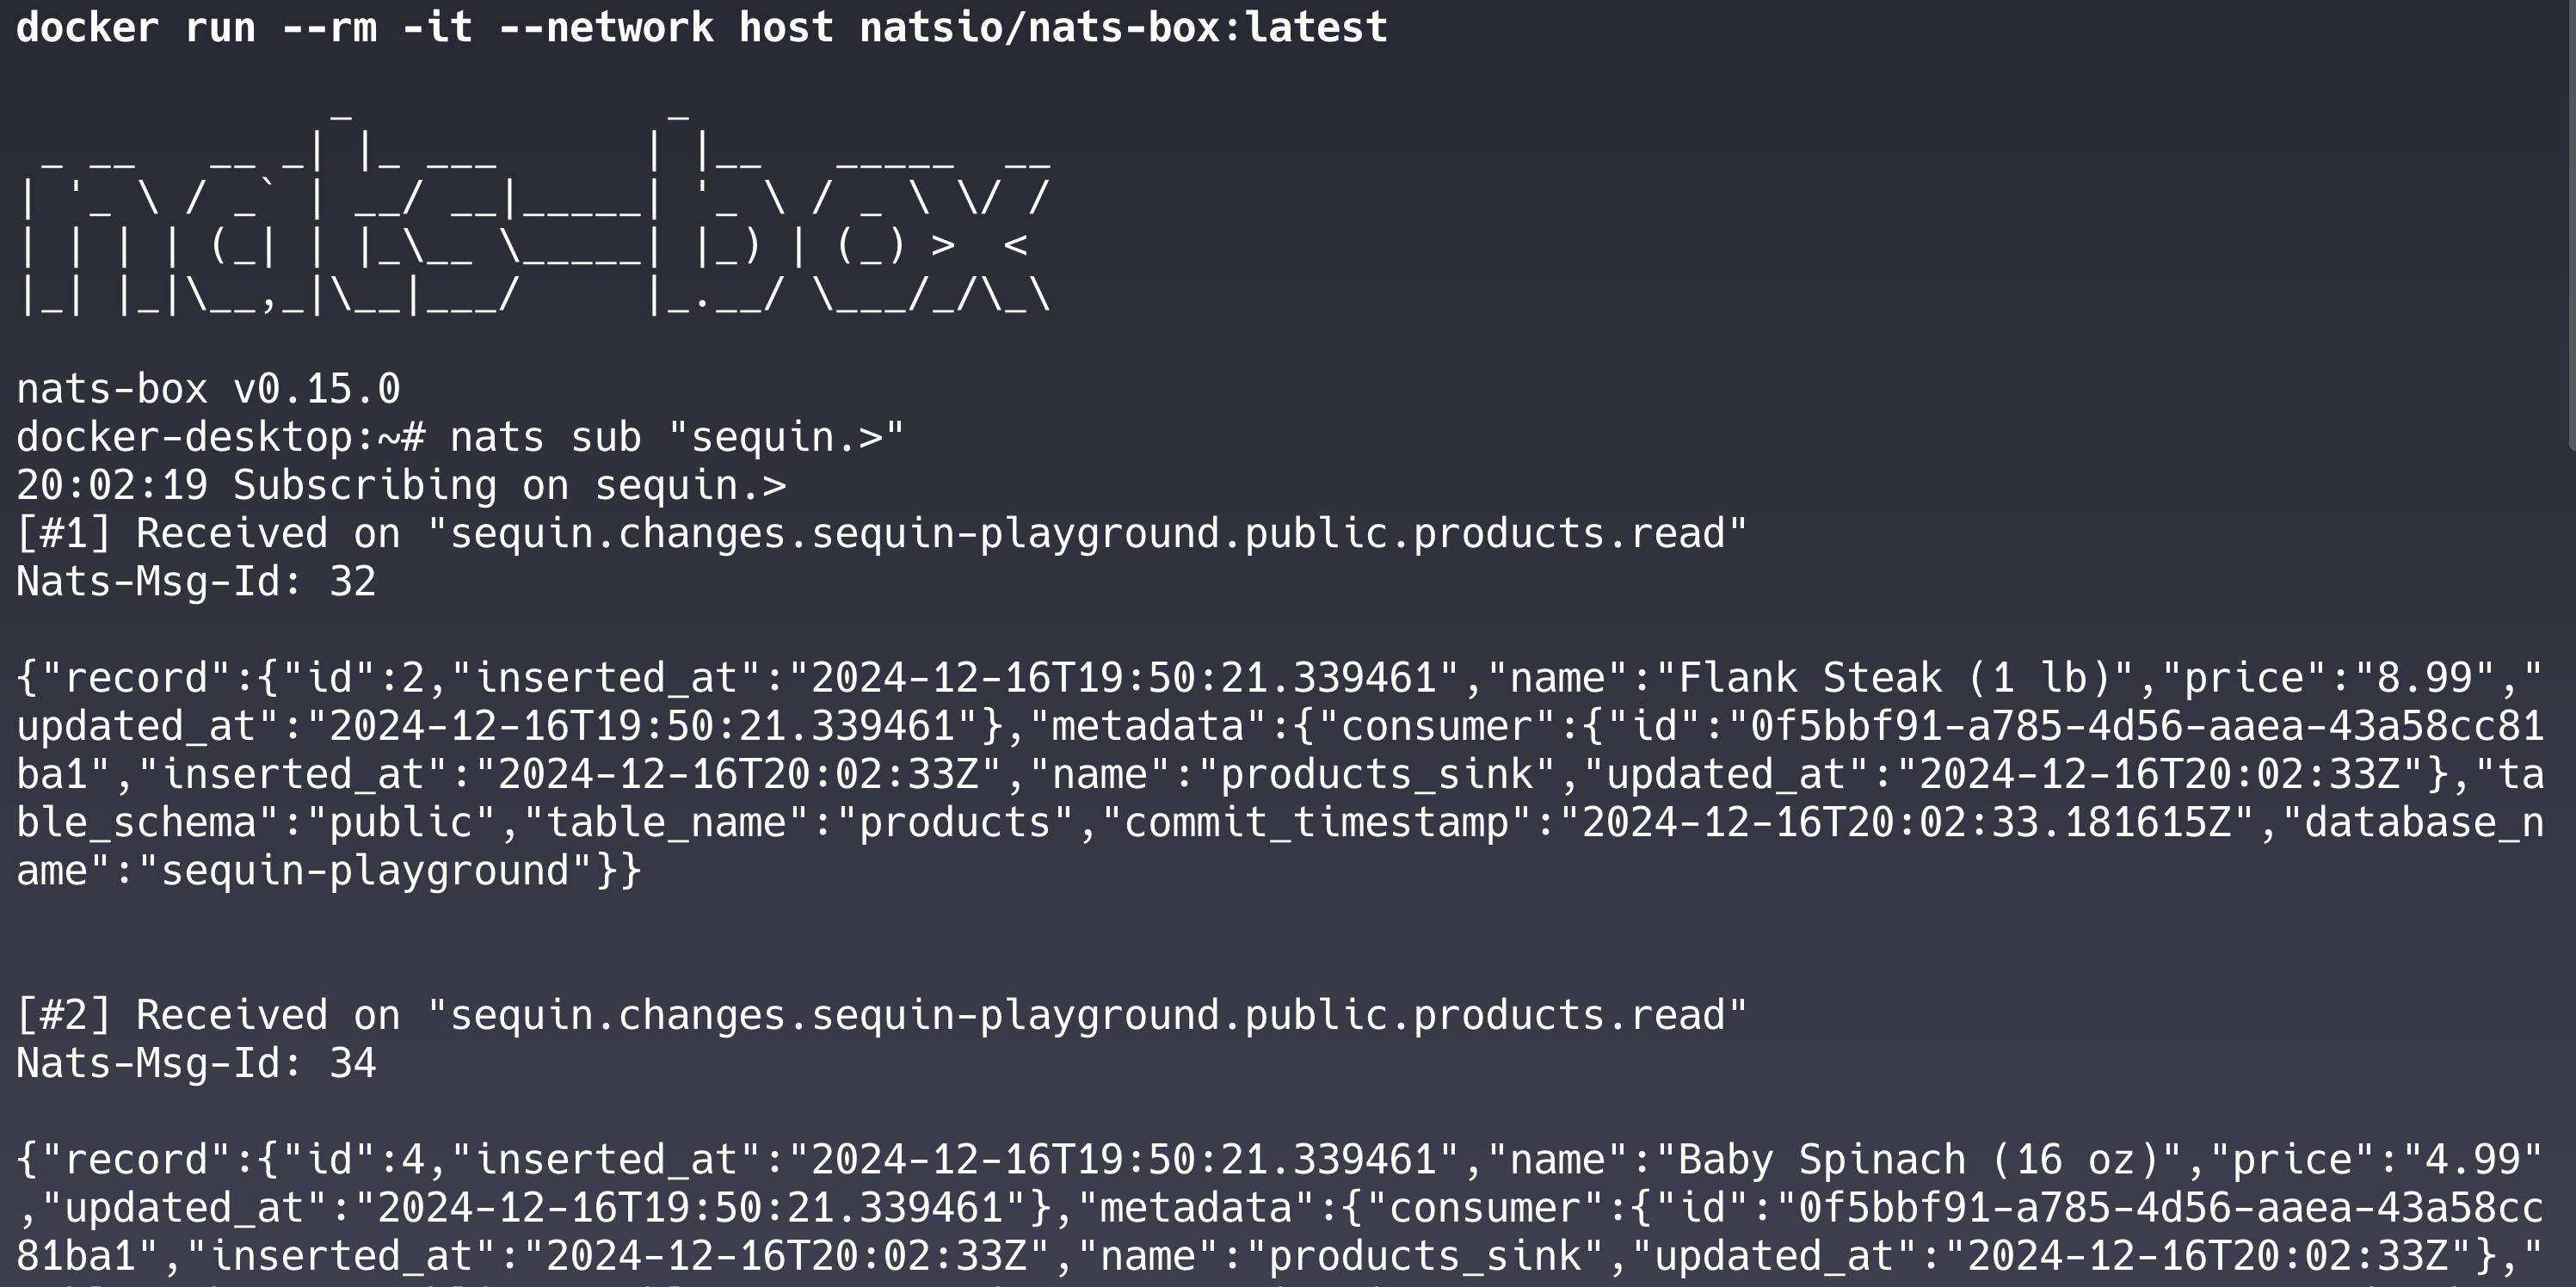 docker run --rm -it --network host natsio/nats-box:latest

             _             _
 _ __   __ _| |_ ___      | |__   _____  __
| '_ \ / _` | __/ __|_____| '_ \ / _ \ \/ /
| | | | (_| | |_\__ \_____| |_) | (_) >  <
|_| |_|\__,_|\__|___/     |_.__/ \___/_/\_\

nats-box v0.15.0
docker-desktop:~# nats sub "sequin.>"
20:02:19 Subscribing on sequin.>
[#1] Received on "sequin.changes.sequin-playground.public.products.read"
Nats-Msg-Id: 32

{"record":{"id":2,"inserted_at":"2024-12-16T19:50:21.339461","name":"Flank Steak (1 lb)","price":"8.99","
updated_at":"2024-12-16T19:50:21.339461"},"metadata":{"consumer":{"id":"0f5bbf91-a785-4d56-aaea-43a58cc81
ba1","inserted_at":"2024-12-16T20:02:33Z","name":"products_sink","updated_at":"2024-12-16T20:02:33Z"},"ta
ble_schema":"public","table_name":"products","commit_timestamp":"2024-12-16T20:02:33.181615Z","database_n
ame":"sequin-playground"}}

[#2] Received on "sequin.changes.sequin-playground.public.products.read"
Nats-Msg-Id: 34

{"record":{"id":4,"inserted_at":"2024-12-16T19:50:21.339461","name":"Baby Spinach (16 oz)","price":"4.99"
,"updated_at":"2024-12-16T19:50:21.339461"},"metadata":{"consumer":{"id":"0f5bbf91-a785-4d56-aaea-43a58cc
81ba1","inserted_at":"2024-12-16T20:02:33Z","name":"products_sink","updated_at":"2024-12-16T20:02:33Z"},"